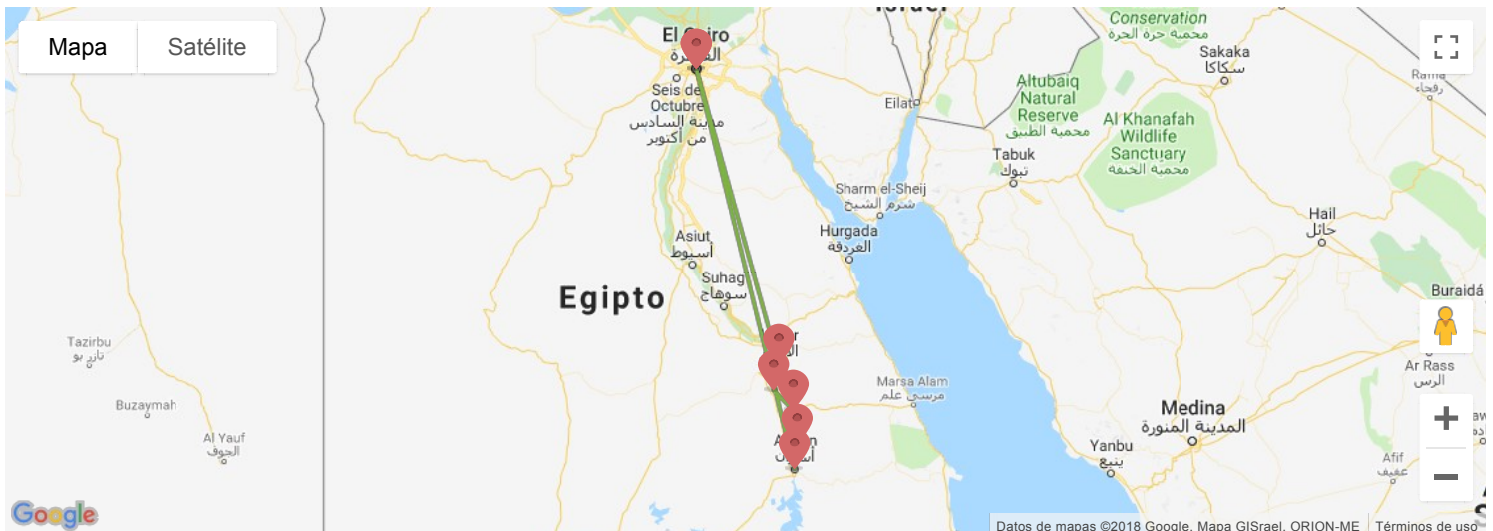 Mapa
Satélite
Conservation
محمية حرة الحرة
Sakaka
سكاكا
Rafha
رفحاء
El Cairo
Seis de
Octubre
مدينة السادس
من أكتوبر
Eilat
Altubaiq
Natural
Reserve
محمية الطبيق
Al Khanafah
Wildlife
Sanctuary
محمية الخنفة
Tabuk
تبوك
Sharm el-Sheij
شرم الشيخ
Hail
حائل
Hurgada
الغردقة
Asiut
أسيوط
Suhag
سوهاج
Egipto
Buraidá
Tazirbu
تازر بو
Ar Rass
الرس
Marsa Alam
مرسى علم
Buzaymah
Medina
المدينة المنورة
Al Yauf
الجوف
Yanbu
ينبع
Afif
عفيف
أسوان
Google
Datos de mapas ©2018 Google, Mapa GISrael, ORION-ME
Términos de uso